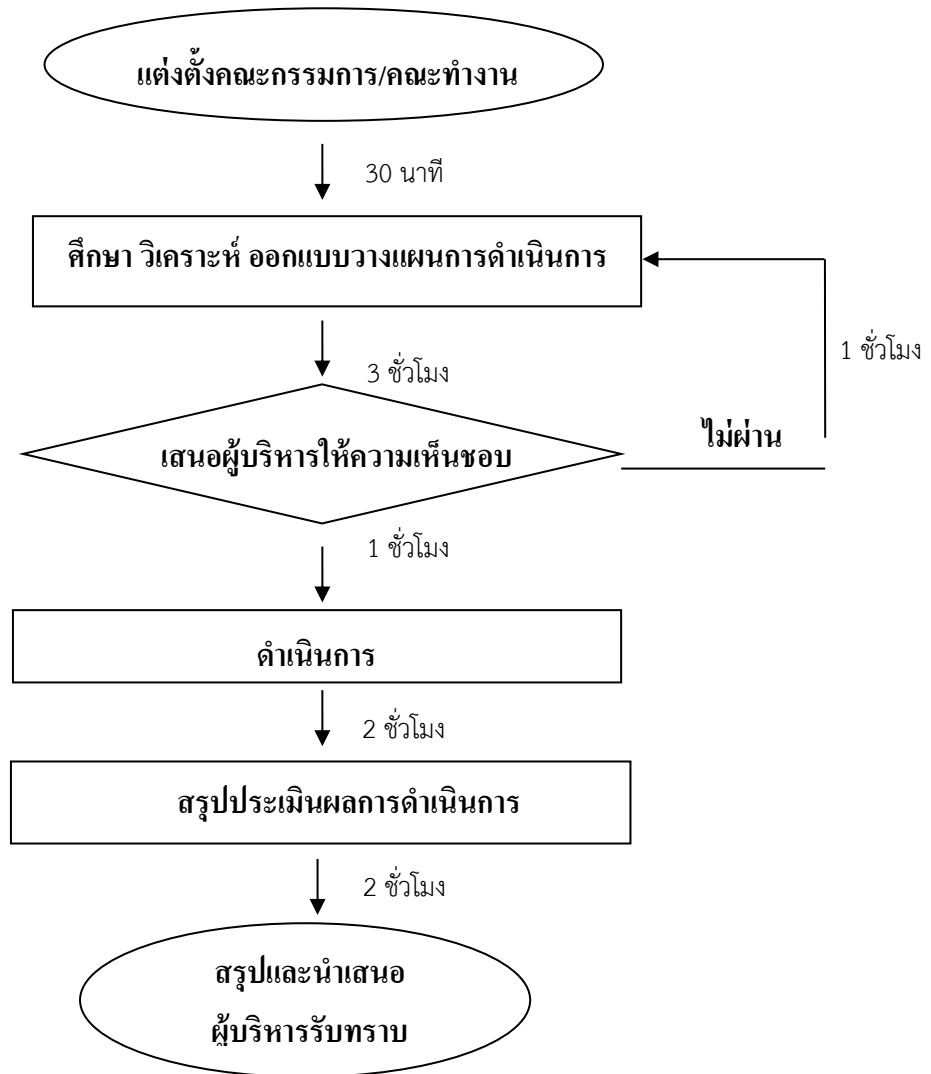 แต่งตั้งคณะกรรมการ/คณะทำงาน
30 นาที
ศึกษา วิเคราะห์ ออกแบบวางแผนการดำเนินการ
1 ชั่วโมง
3 ชั่วโมง
ไม่ผ่าน
เสนอผู้บริหารให้ความเห็นชอบ
1 ชั่วโมง
ดำเนินการ
2 ชั่วโมง
สรุปประเมินผลการดำเนินการ
2 ชั่วโมง
สรุปและนำเสนอ
ผู้บริหารรับทราบ